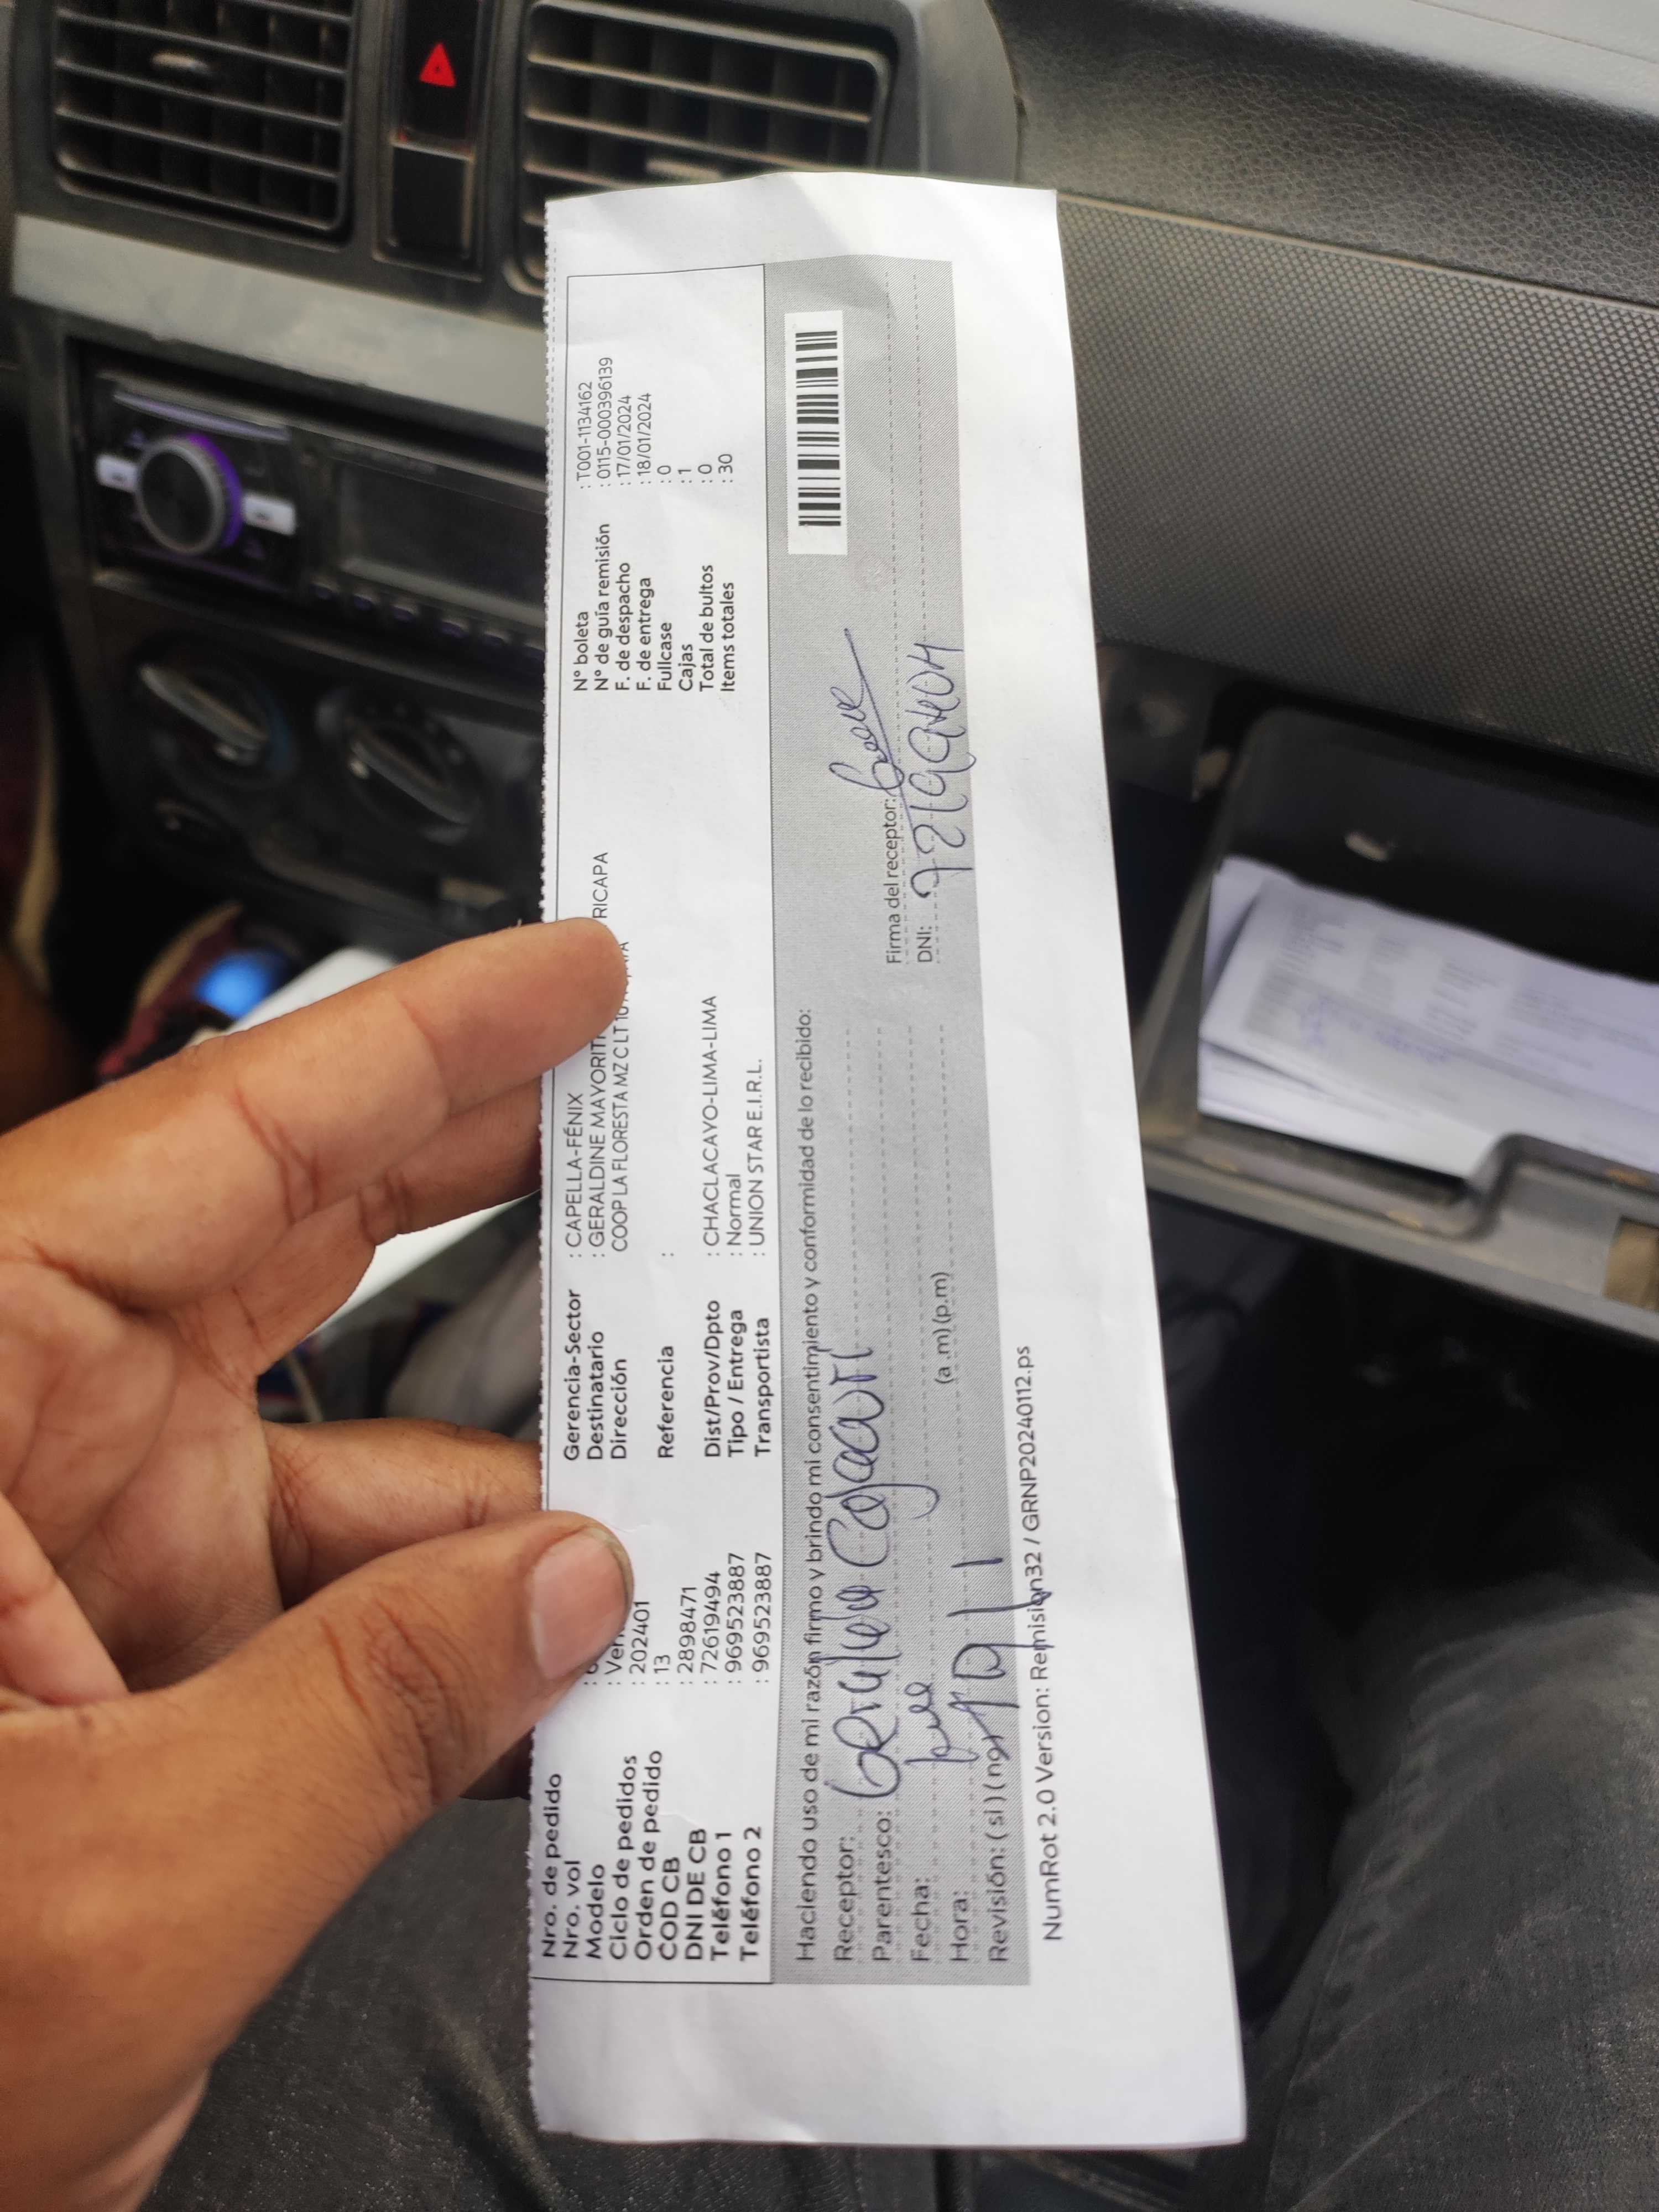 Nro. de pedido
Nro. vol
Modelo
Ciclo de pedidos : 202401
Orden de pedido : 13
COD CB : 2898471
DNI DE CB : 72619494
Teléfono 1 : 969523887
Teléfono 2 : 969523887
Gerencia-Sector : CAPELLA-FÉNIX
Destinatario : GERALDINE MAYORIT RICAPA
Dirección COOP LA FLORESTA MZ C LT
Referencia :
Dist/Prov/Dpto : CHACLACAYO-LIMA-LIMA
Tipo / Entrega : Normal
Transportista : UNION STAR E.I.R.L.
N° boleta : T001-1134162
N° de guía remisión : 0115-000396139
F. de despacho : 17/01/2024
F. de entrega : 18/01/2024
Fullcase : 0
Cajas : 1
Total de bultos : 0
Items totales : 30
Haciendo uso de mi razón firmo y brindo mi consentimiento y conformidad de lo recibido:
Receptor:
Parentesco:
Fecha:
Hora: (a.m)(p.m)
Revisión: ( si ) ( no )
Firma del receptor:
DNI:
NumRot 2.0 Version: Remision32 / GRNP20240112.ps